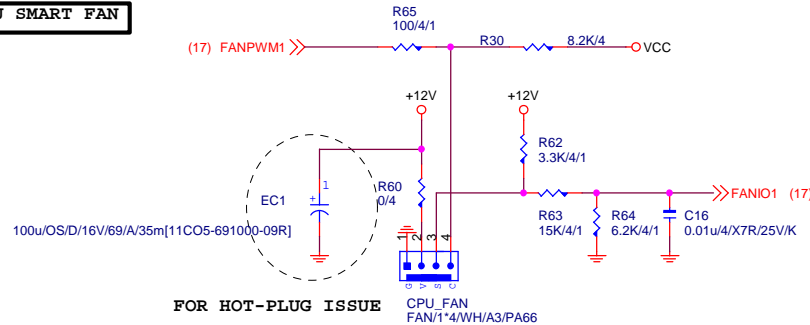 SMART FAN
R65
100/4/1
(17) FANPWM1
R30
8.2K/4
VCC
+12V
+12V
R62
3.3K/4/1
EC1
1
+
R60
0/4
FANIO1 (17)
R63
15K/4/1
R64
6.2K/4/1
C16
0.01u/4/X7R/25V/K
100u/OS/D/16V/69/A/35m[11CO5-691000-09R]
1
2
3
4
G
V
S
C
FOR HOT-PLUG ISSUE
CPU_FAN
FAN/1*4/WH/A3/PA66